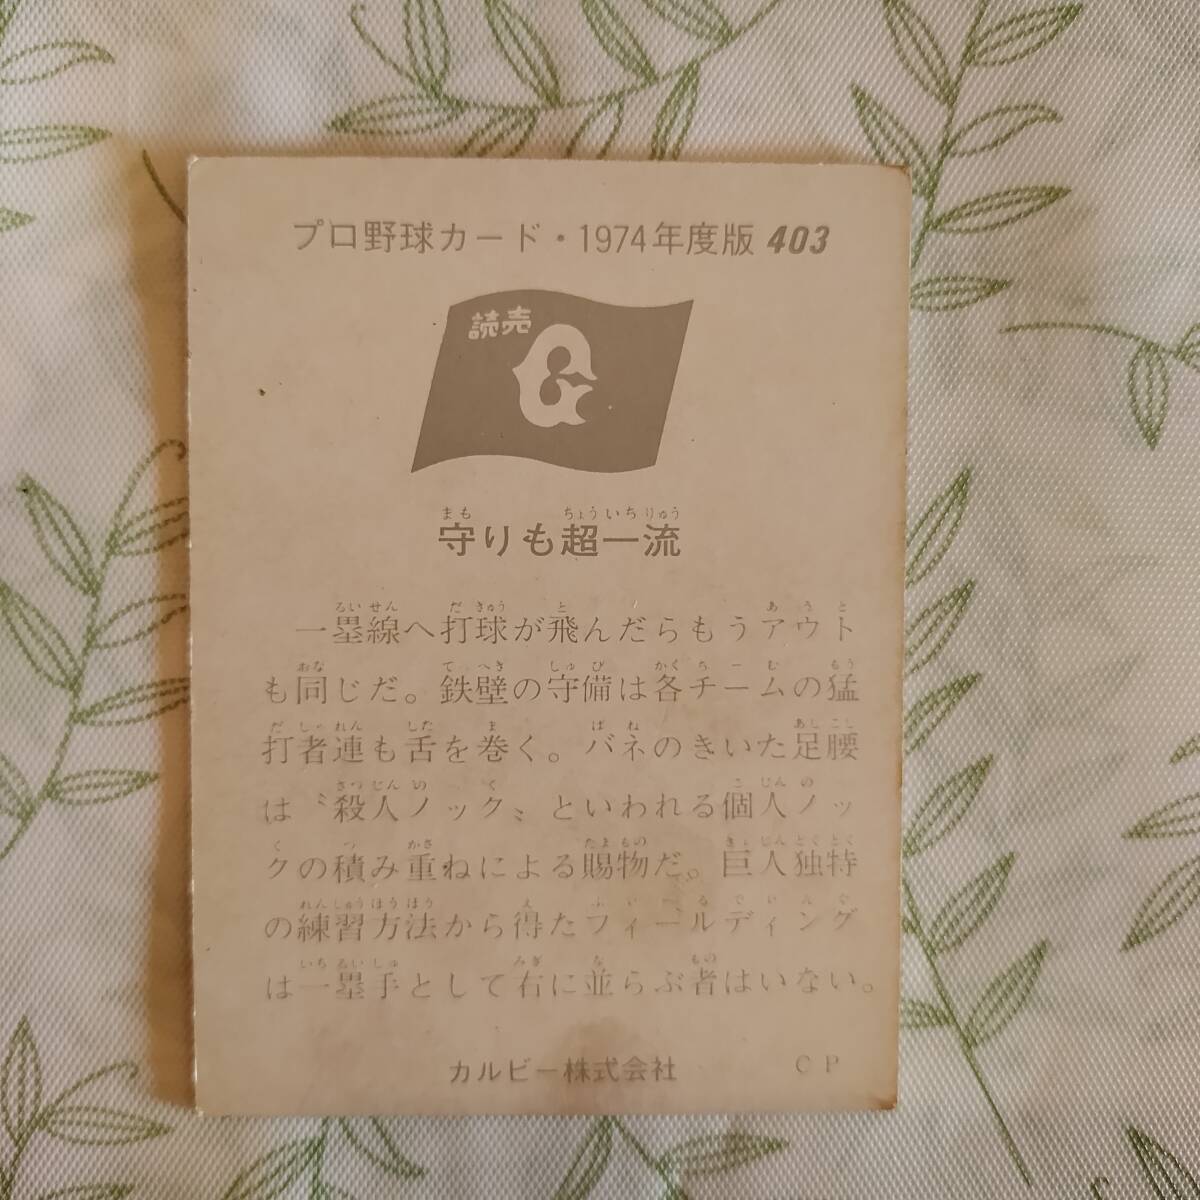 プロ野球カード・1974年度版 403
読売
G
守りも超一流
一塁線へ打球が飛んだらもうアウト
も同じだ。鉄壁の守備は各チームの猛
打者連も舌を巻く。バネのきいた足腰
は〝殺人ノック〟といわれる個人ノッ
クの積み重ねによる賜物だ。巨人独特
の練習方法から得たフィールディング
は一塁手として右に並らぶ者はいない。
カルビー株式会社 CP